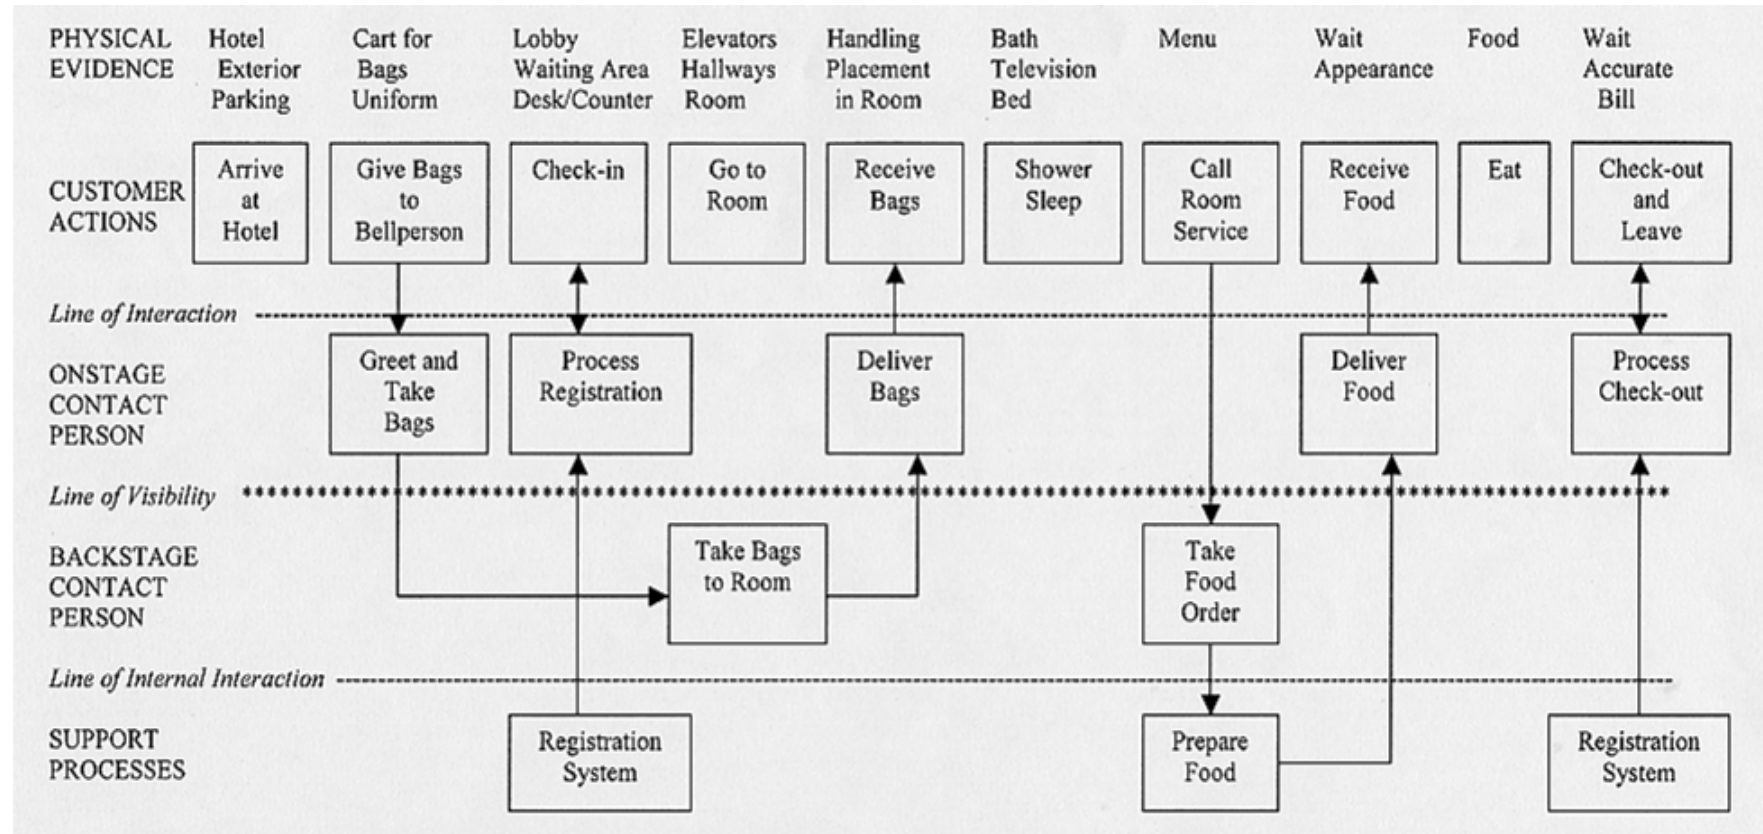 PHYSICAL
EVIDENCE
Hotel
Exterior
Parking
Cart for
Bags
Uniform
Lobby
Waiting Area
Desk/Counter
Elevators
Hallways
Room
Handling
Placement
in Room
Bath
Television
Bed
Menu
Wait
Appearance
Food
Wait
Accurate
Bill
CUSTOMER
ACTIONS
Arrive
at
Hotel
Give Bags
to
Bellperson
Check-in
Go to
Room
Receive
Bags
Shower
Sleep
Call
Room
Service
Receive
Food
Eat
Check-out
and
Leave
Line of Interaction
ONSTAGE
CONTACT
PERSON
Greet and
Take
Bags
Process
Registration
Deliver
Bags
Deliver
Food
Process
Check-out
Line of Visibility
BACKSTAGE
CONTACT
PERSON
Take Bags
to Room
Take
Food
Order
Line of Internal Interaction
SUPPORT
PROCESSES
Registration
System
Prepare
Food
Registration
System